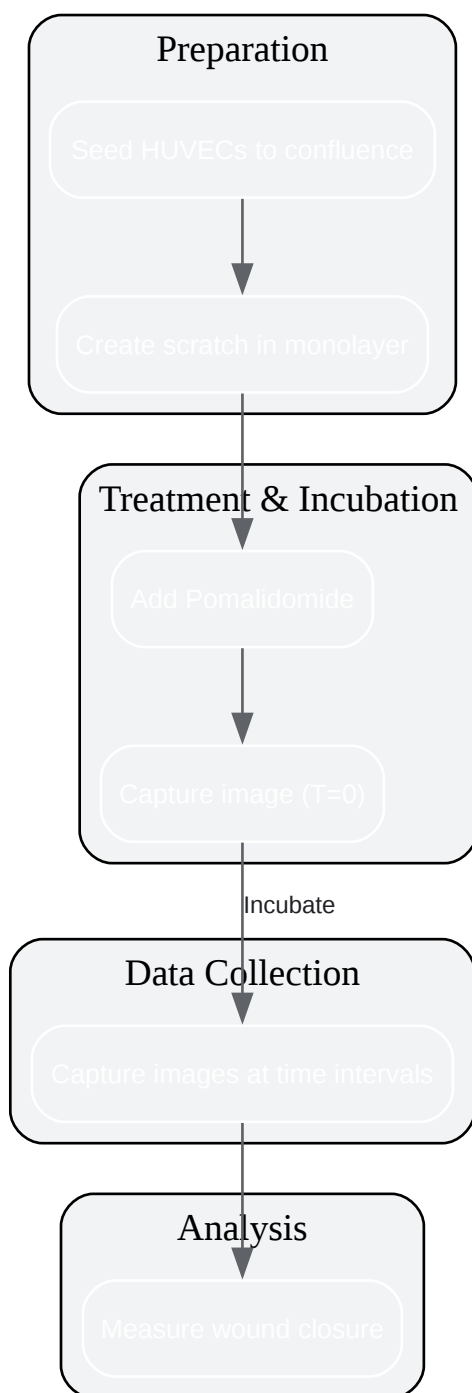 Preparation
Seed HUVECs to confluence
Create scratch in monolayer
Treatment & Incubation
Add Pomalidomide
Capture image (T=0)
Incubate
Data Collection
Capture images at time intervals
Analysis
Measure wound closure